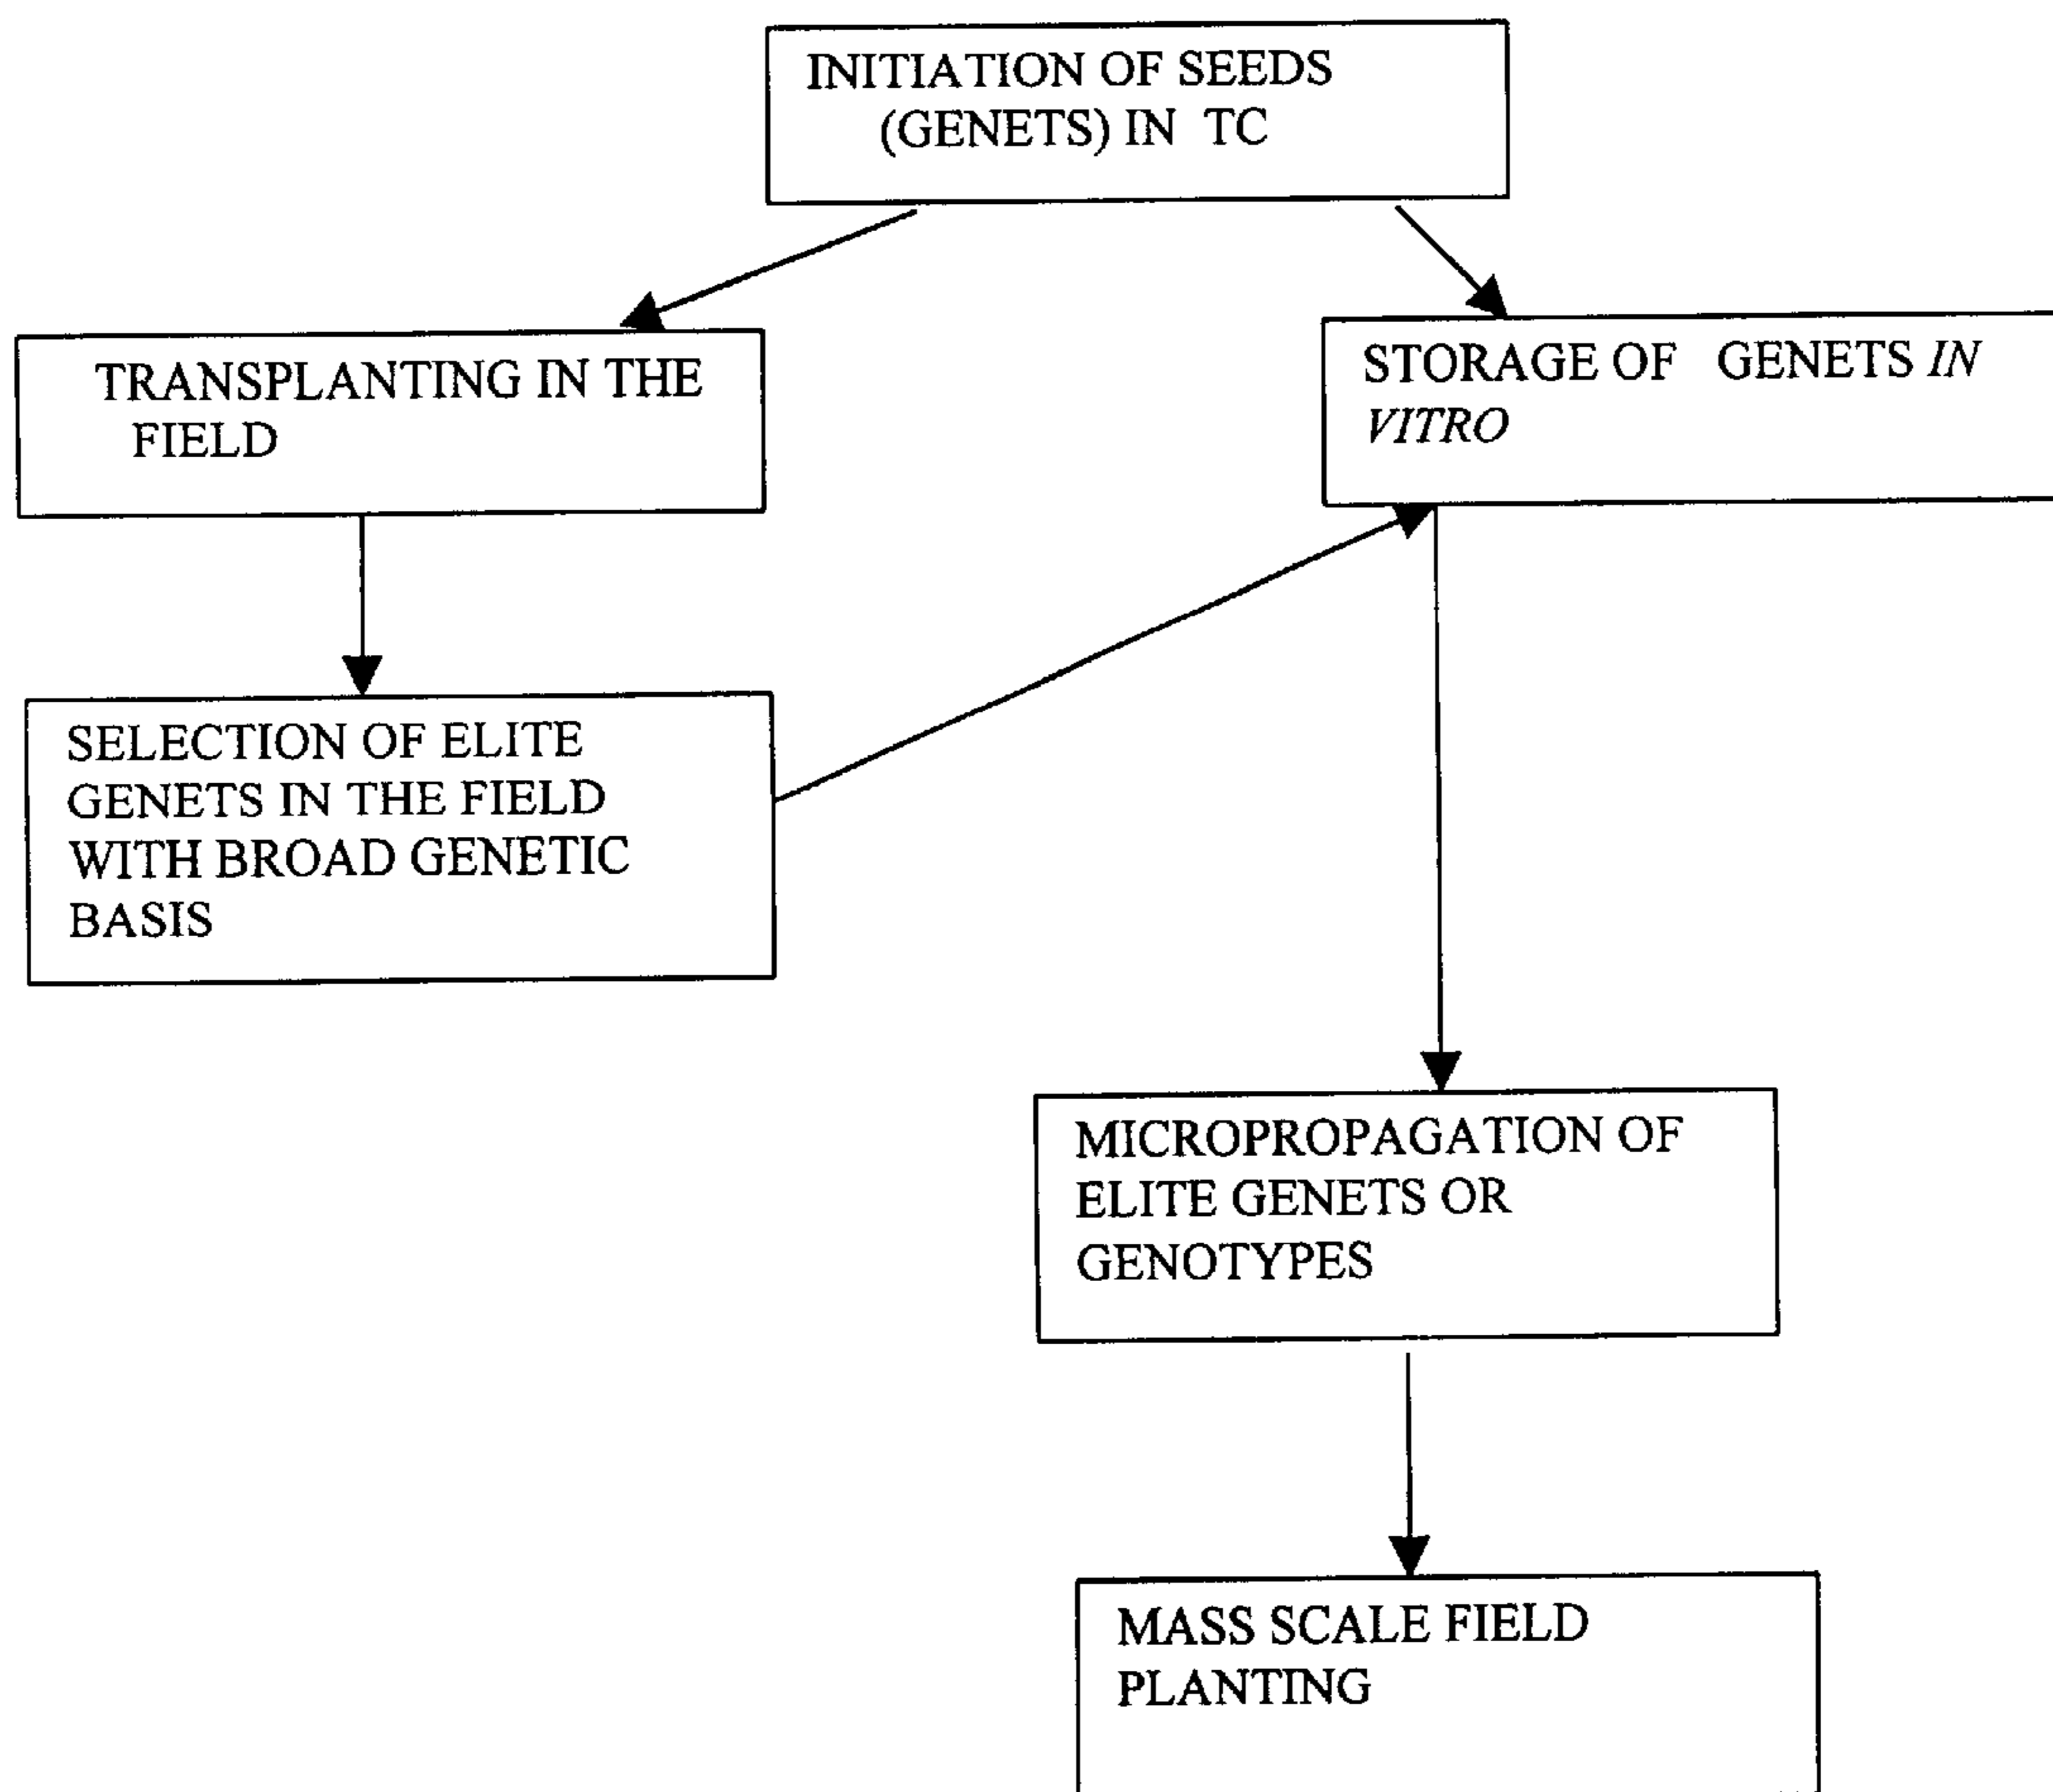 INITIATION OF SEEDS
(GENETS) IN TC
TRANSPLANTING IN THE
FIELD
STORAGE OF GENETS IN
VITRO
SELECTION OF ELITE
GENETS IN THE FIELD
WITH BROAD GENETIC
BASIS
MICROPROPAGATION OF
ELITE GENETS OR
GENOTYPES
MASS SCALE FIELD
PLANTING